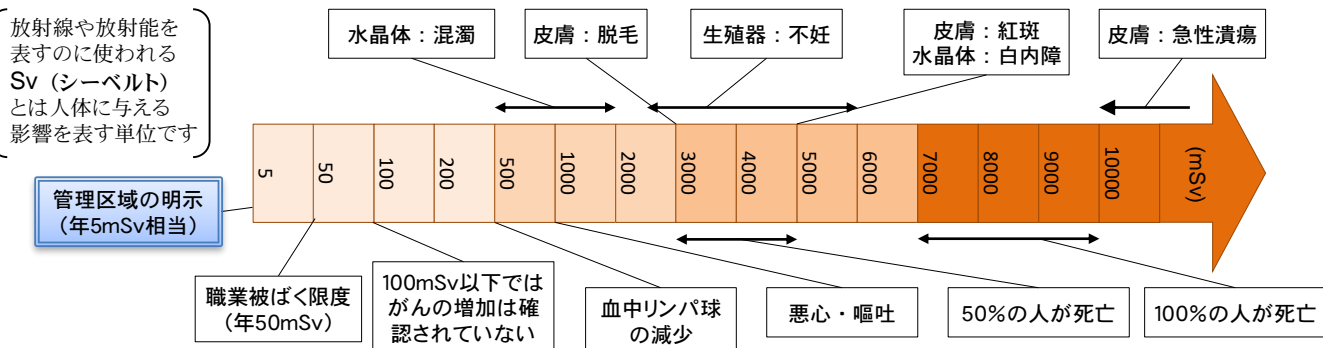 放射線や放射能を
表すのに使われる
Sv（シーベルト）
とは人体に与える
影響を表す単位です
水晶体：混濁
皮膚：脱毛
生殖器：不妊
皮膚：紅斑
水晶体：白内障
皮膚：急性潰瘍
5
50
100
200
500
1000
2000
3000
4000
5000
6000
7000
8000
9000
10000
(mSv)
管理区域の明示
（年5mSv相当）
職業被ばく限度
（年50mSv）
100mSv以下では
がんの増加は確
認されていない
血中リンパ球
の減少
悪心・嘔吐
50%の人が死亡
100%の人が死亡